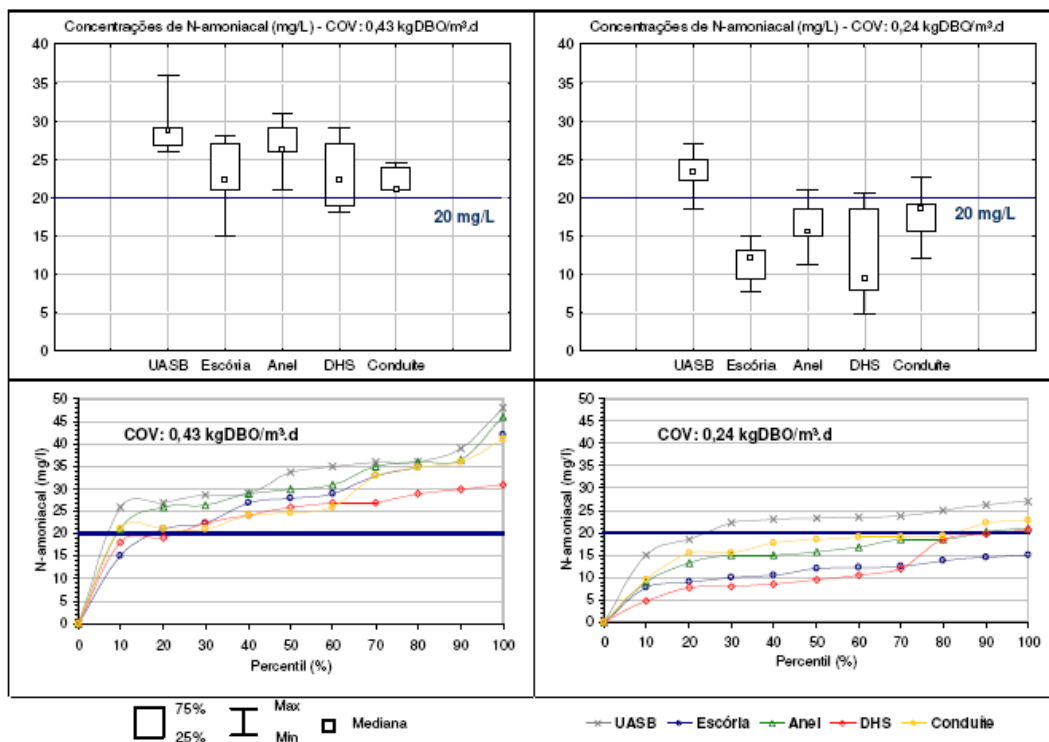 Concentrações de N-amoniacal (mg/L) - COV: 0,43 kgDBO/m³.d
40
35
30
25
20
15
10
5
0
20 mg/L
UASB Escória Anel DHS Conduíte
Concentrações de N-amoniacal (mg/L) - COV: 0,24 kgDBO/m³.d
40
35
30
25
20
15
10
5
0
20 mg/L
UASB Escória Anel DHS Conduíte
COV: 0,43 kgDBO/m³.d
N-amoniacal (mg/l)
50
45
40
35
30
25
20
15
10
5
0
0 10 20 30 40 50 60 70 80 90 100
Percentil (%)
COV: 0,24 kgDBO/m³.d
N-amoniacal (mg/l)
50
45
40
35
30
25
20
15
10
5
0
0 10 20 30 40 50 60 70 80 90 100
Percentil (%)
75%
25%
Max
Min
Mediana
UASB Escória Anel DHS Conduíte